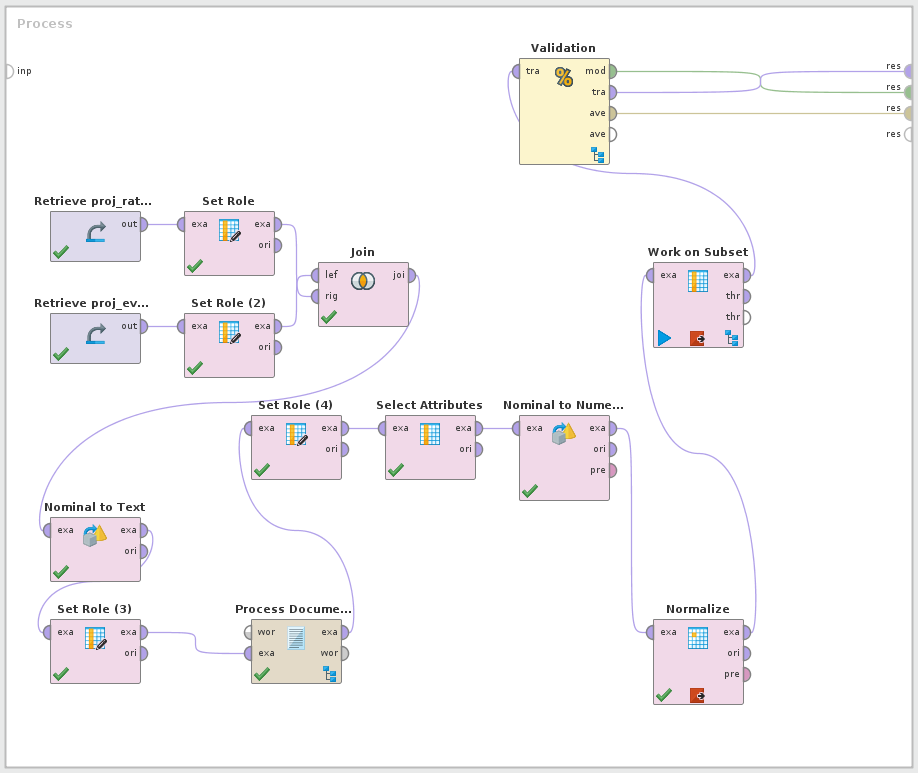 Process
inp
Validation
tra
mod
tra
ave
ave
res
res
res
res
Retrieve proj_rat...
out
Set Role
exa
exa
ori
Join
lef
joi
rig
Retrieve proj_ev...
out
Set Role (2)
exa
exa
ori
Work on Subset
exa
exa
thr
thr
Set Role (4)
exa
exa
ori
Select Attributes
exa
exa
ori
Nominal to Nume...
exa
exa
ori
pre
Nominal to Text
exa
exa
ori
Set Role (3)
exa
exa
ori
Process Docume...
wor
exa
exa
wor
Normalize
exa
exa
ori
pre